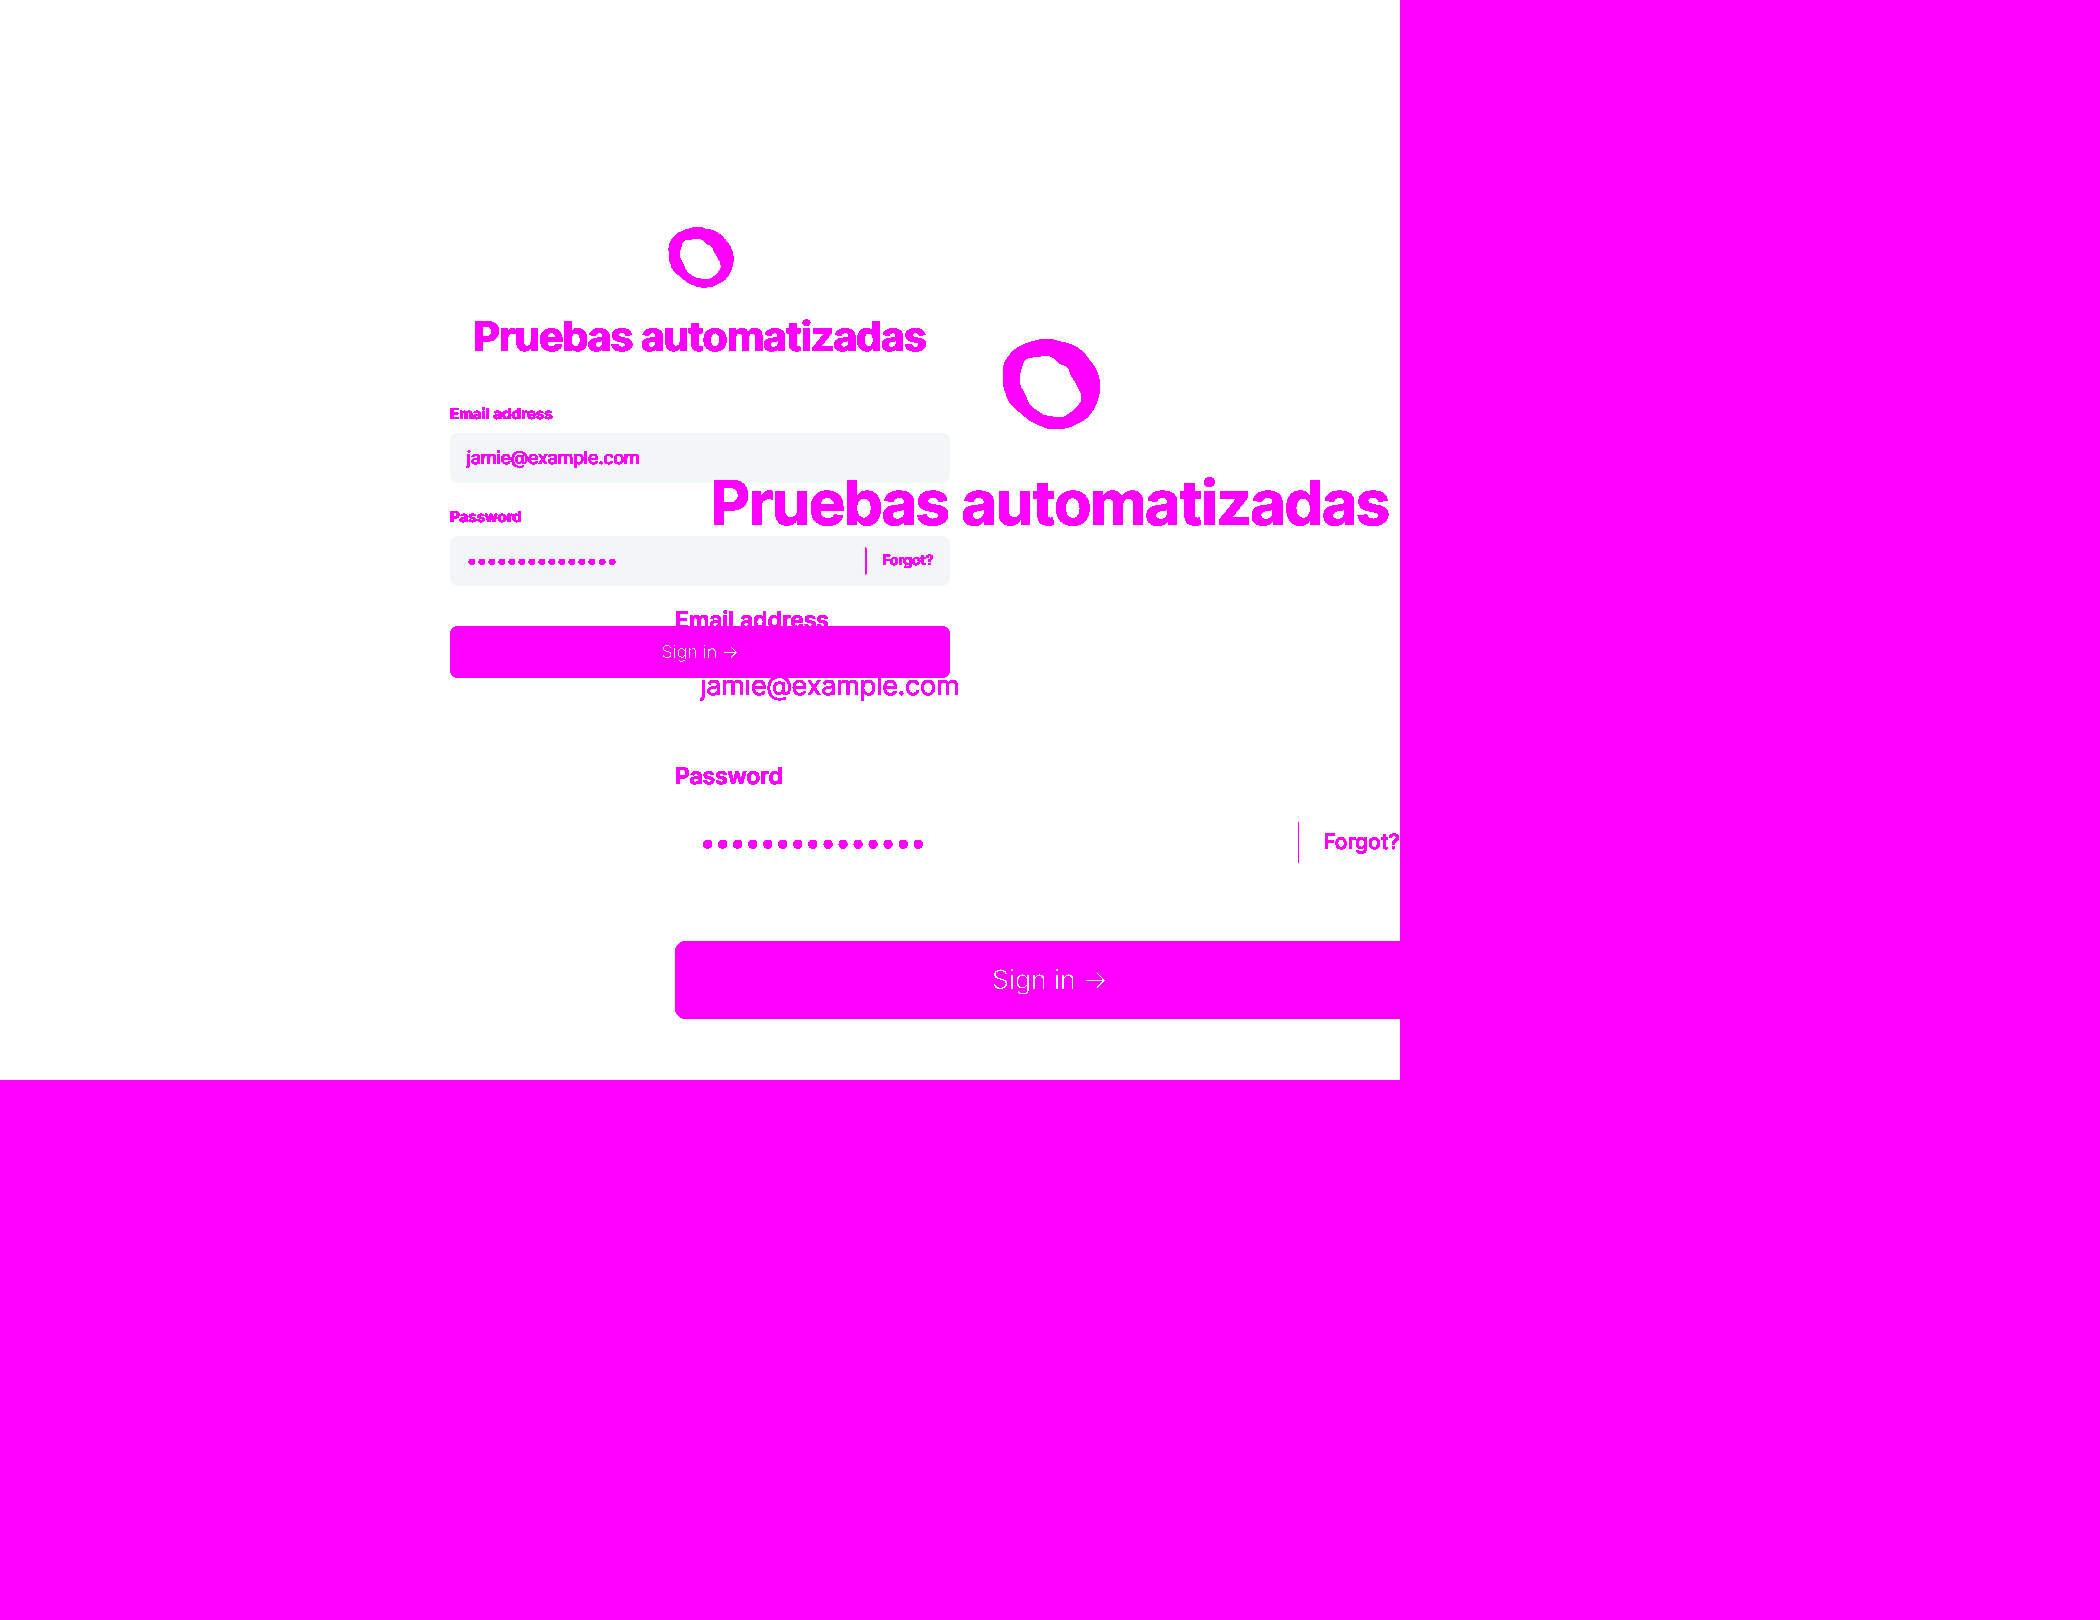 Pruebas automatizadas
Email address
jamie@example.com
Password
Forgot?
Sign in →
Pruebas automatizadas
Email address
jamie@example.com
Password
Forgot?
Sign in →